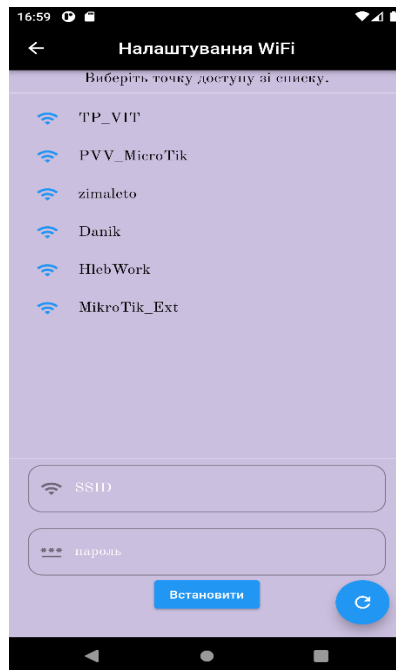 16:59
Налаштування WiFi
Виберіть точку доступу зі списку.
TP_VIT
PVV_MicroTik
zimaleto
Danik
HlebWork
MikroTik_Ext
SSID
пароль
Встановити